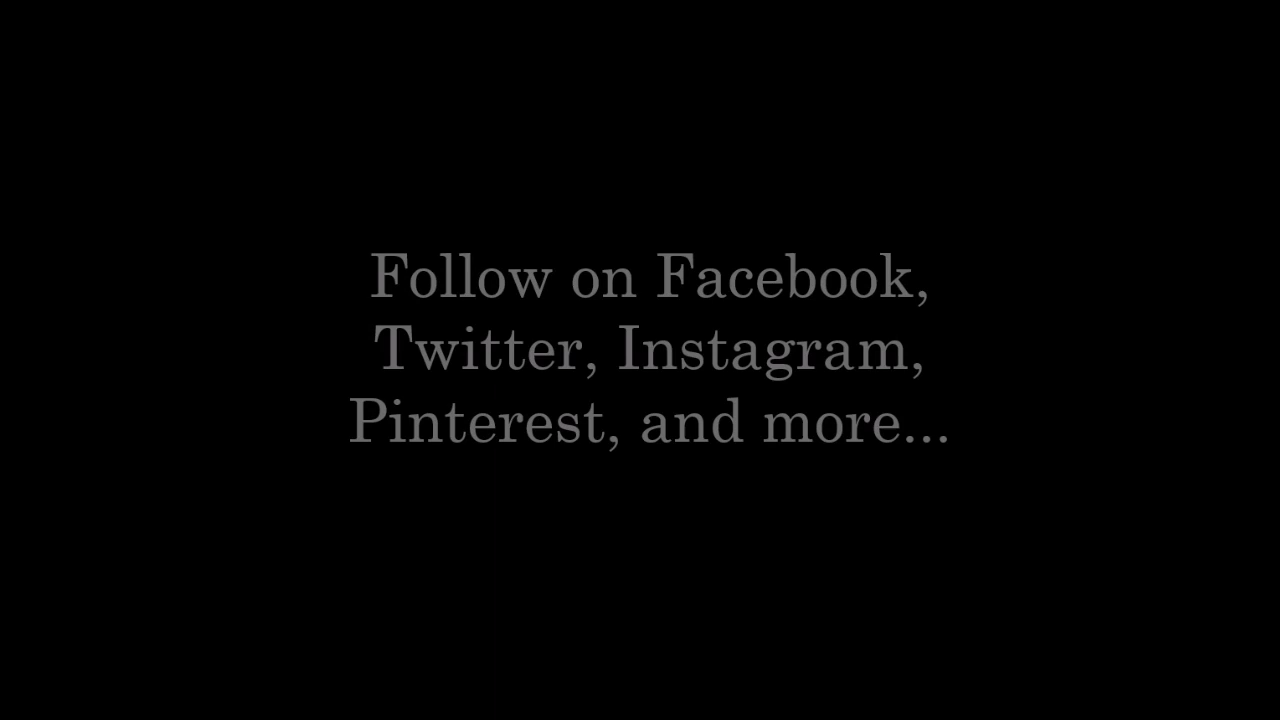 Follow on Facebook,
Twitter, Instagram,
Pinterest, and more...